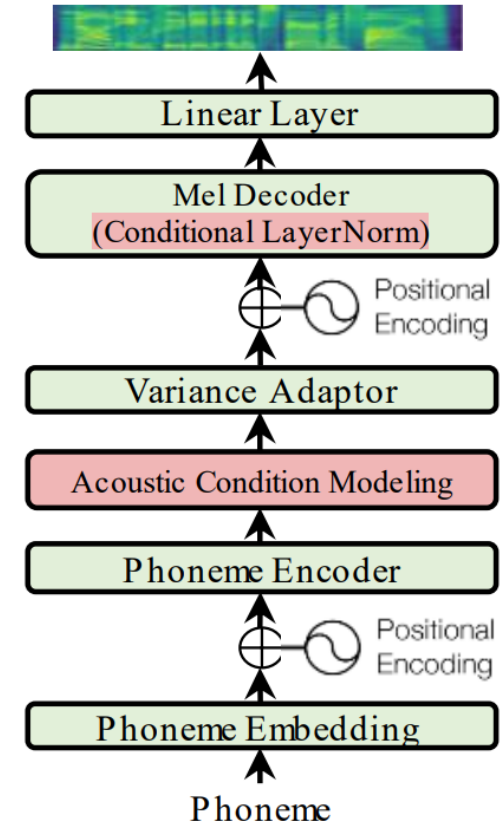 Linear Layer
Mel Decoder
(Conditional LayerNorm)
Positional
Encoding
Variance Adaptor
Acoustic Condition Modeling
Phoneme Encoder
Positional
Encoding
Phoneme Embedding
Phoneme